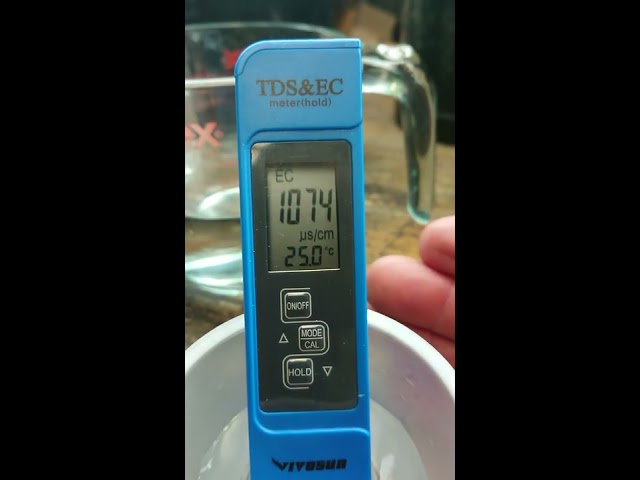 TDS&EC
meter(hold)
EC
1074
µs/cm
25.0 °C
ON/OFF
MODE
CAL
HOLD
VIVOSUN